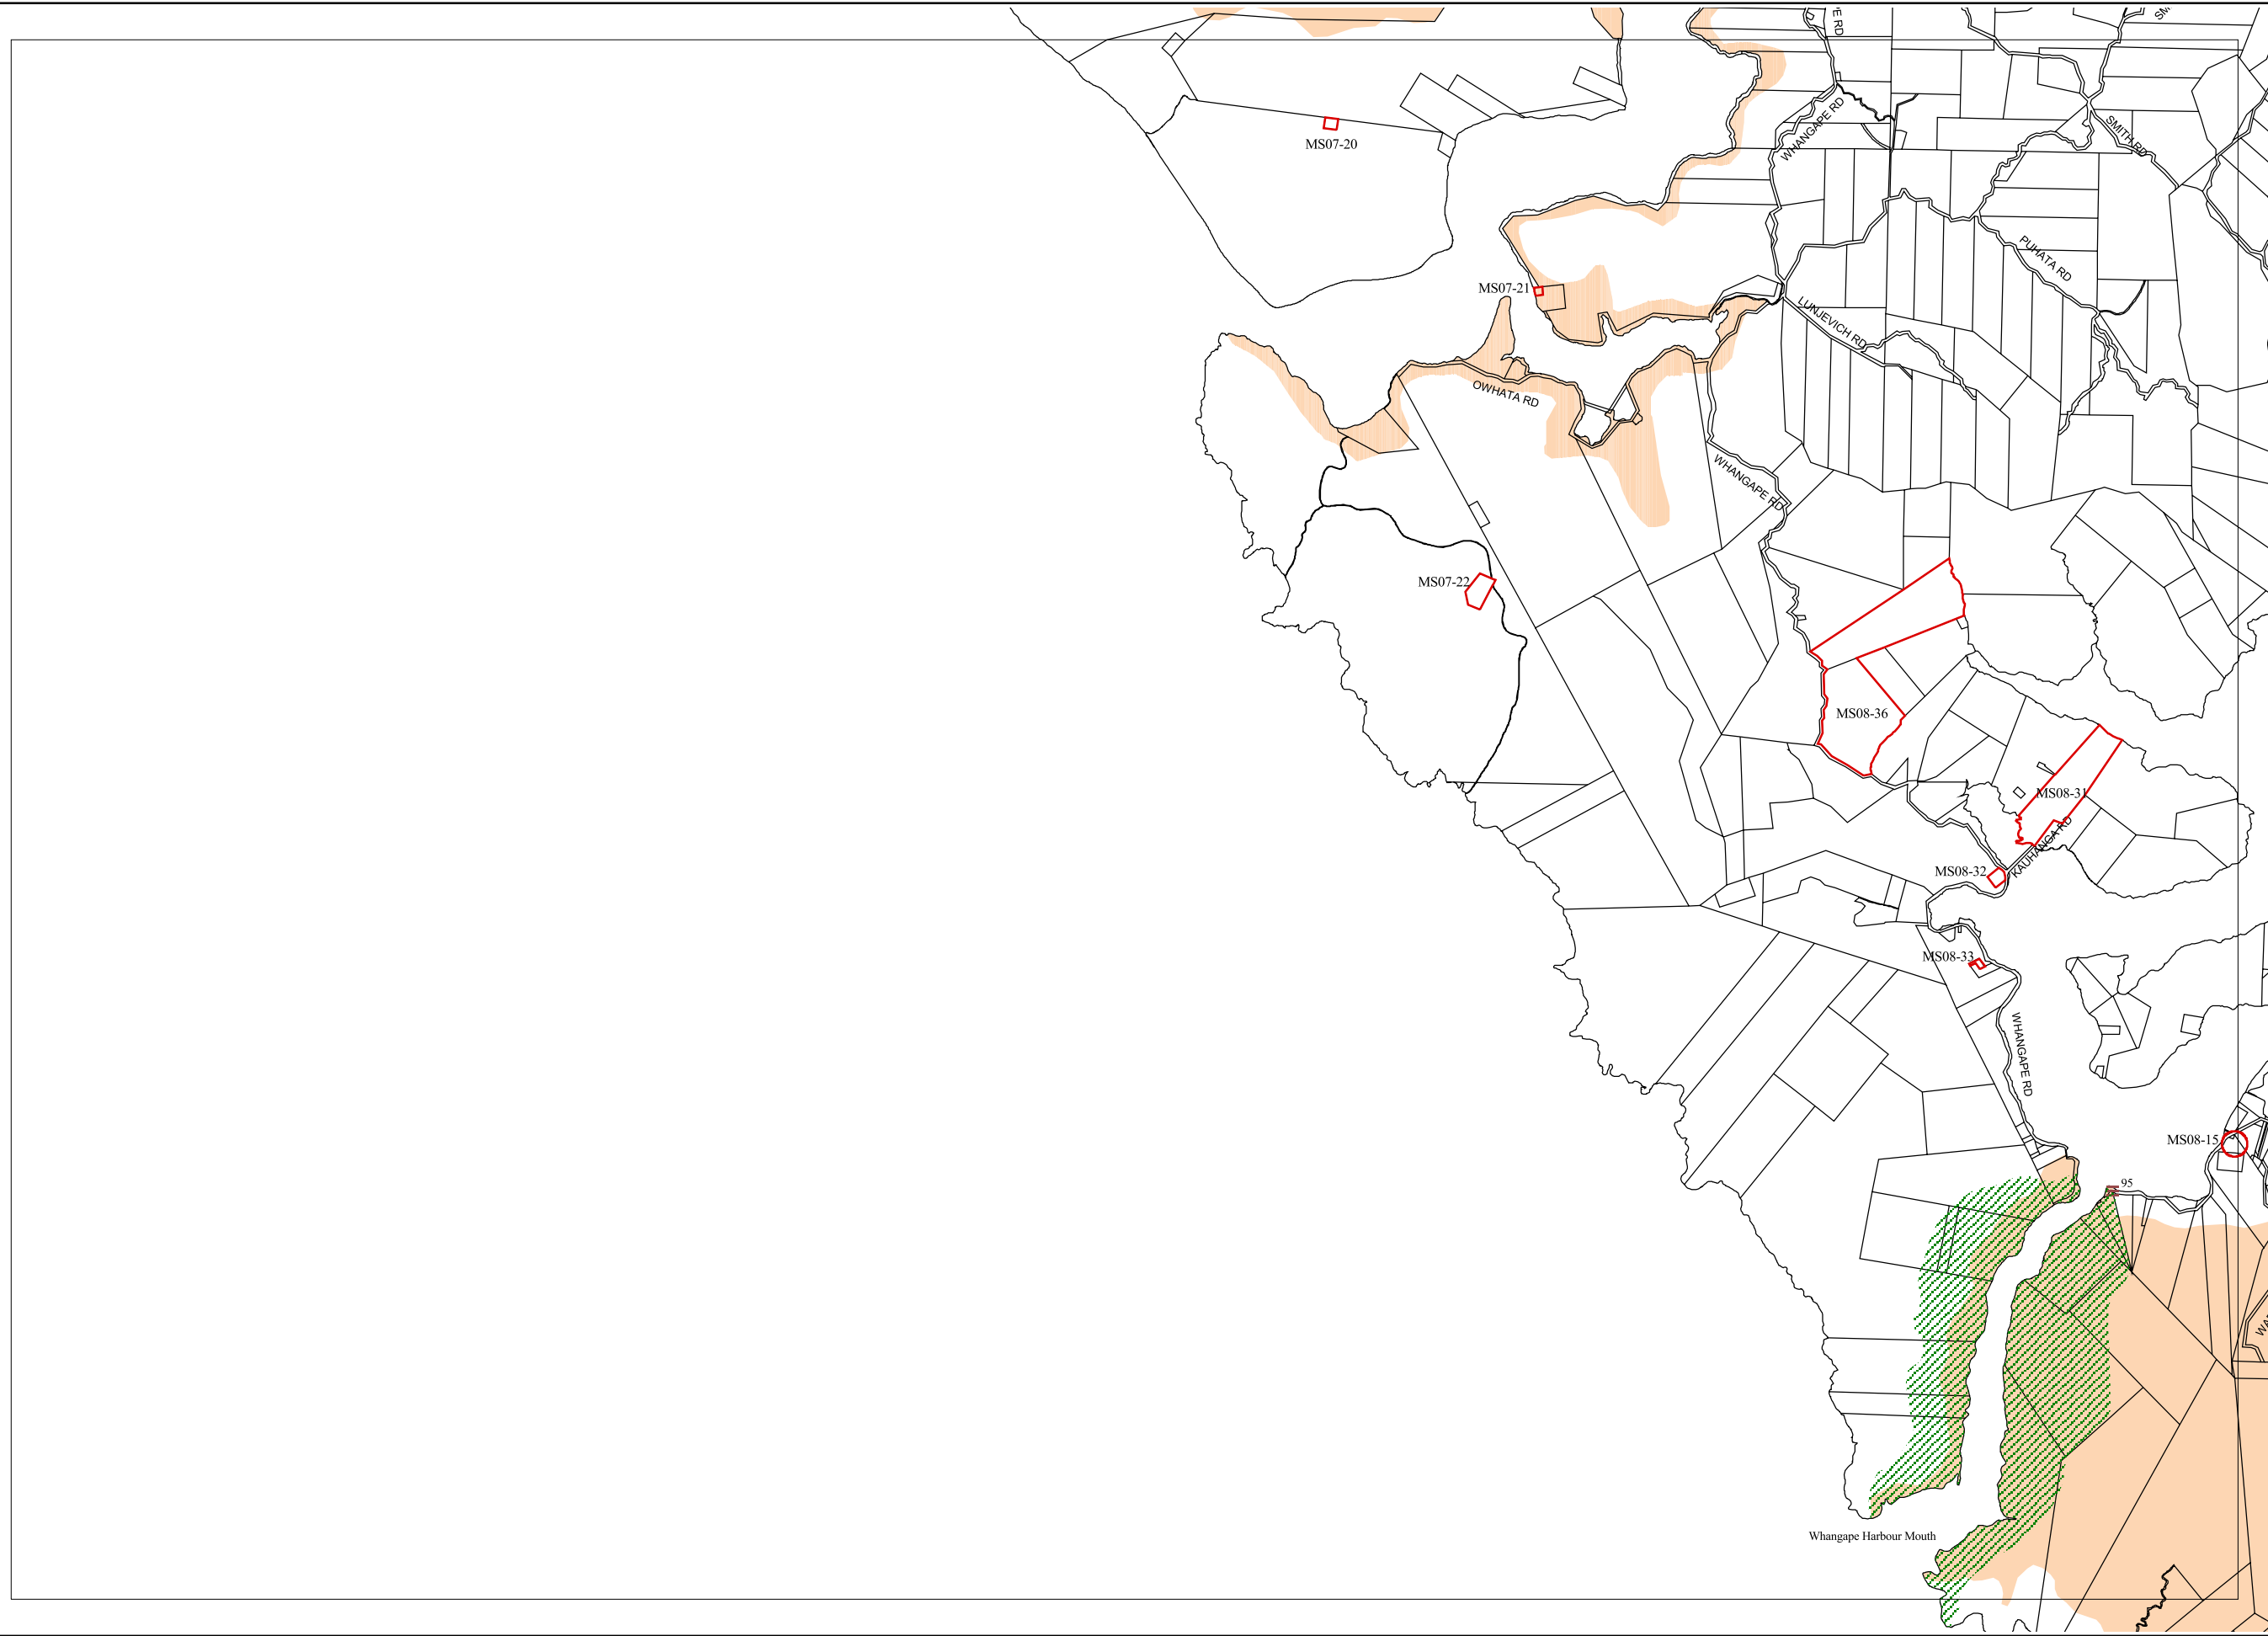 WHANGAPE RD
SMITH RD
MS07-20
PUHATA RD
MS07-21
LUNJEVICH RD
OWHATA RD
WHANGAPE RD
MS07-22
MS08-36
MS08-31
KAUHANGA RD
MS08-32
MS08-33
WHANGAPE RD
MS08-15
95
Whangape Harbour Mouth